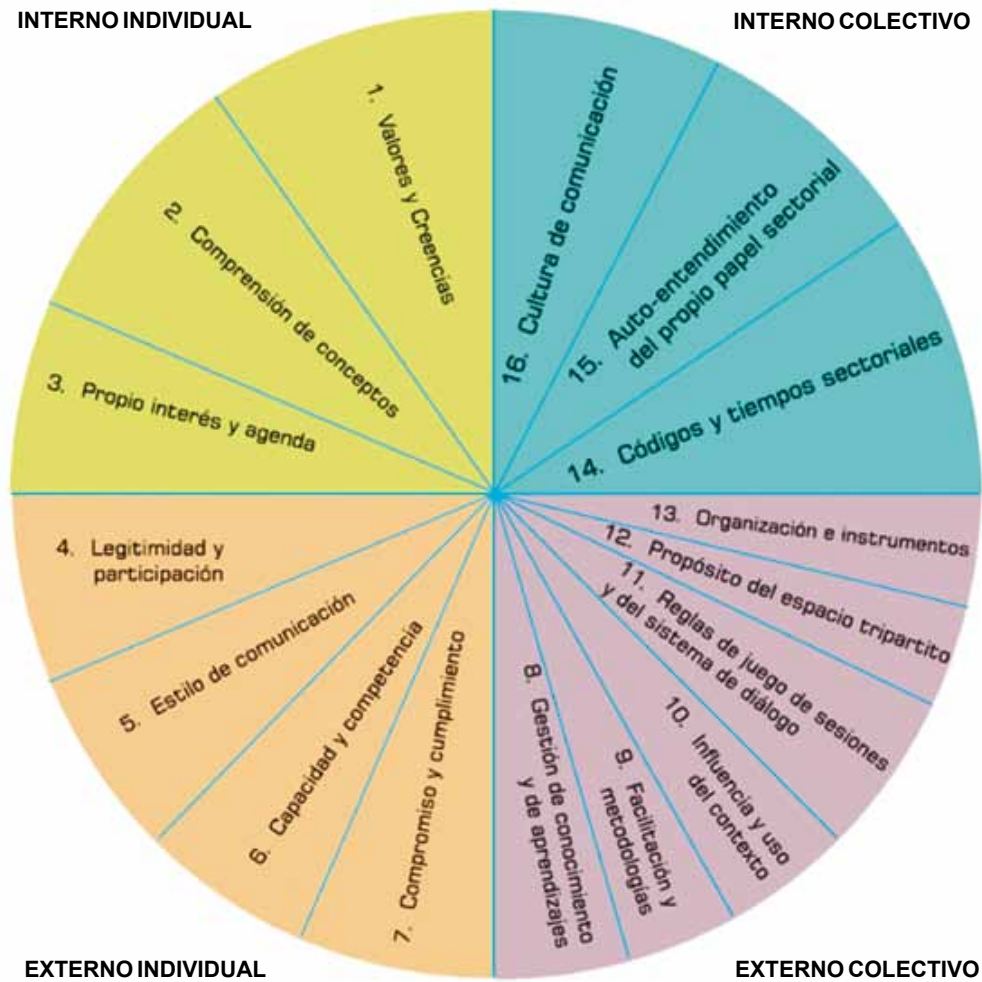 INTERNO INDIVIDUAL
INTERNO COLECTIVO
1. Valores y Creencias
2. Comprensión de conceptos
3. Propio interés y agenda
4. Legitimidad y
participación
5. Estilo de comunicación
6. Capacidad y competencia
7. Compromiso y cumplimiento
8. Gestión de conocimiento
y de aprendizajes
9. Facilitación y
metodologías
10. Influencia y uso
del contexto
11. Reglas de juego de sesiones
y del sistema de diálogo
12. Propósito del espacio tripartito
13. Organización e instrumentos
14. Códigos y tiempos sectoriales
15. Auto-entendimiento
del propio papel sectorial
16. Cultura de comunicación
EXTERNO INDIVIDUAL
EXTERNO COLECTIVO